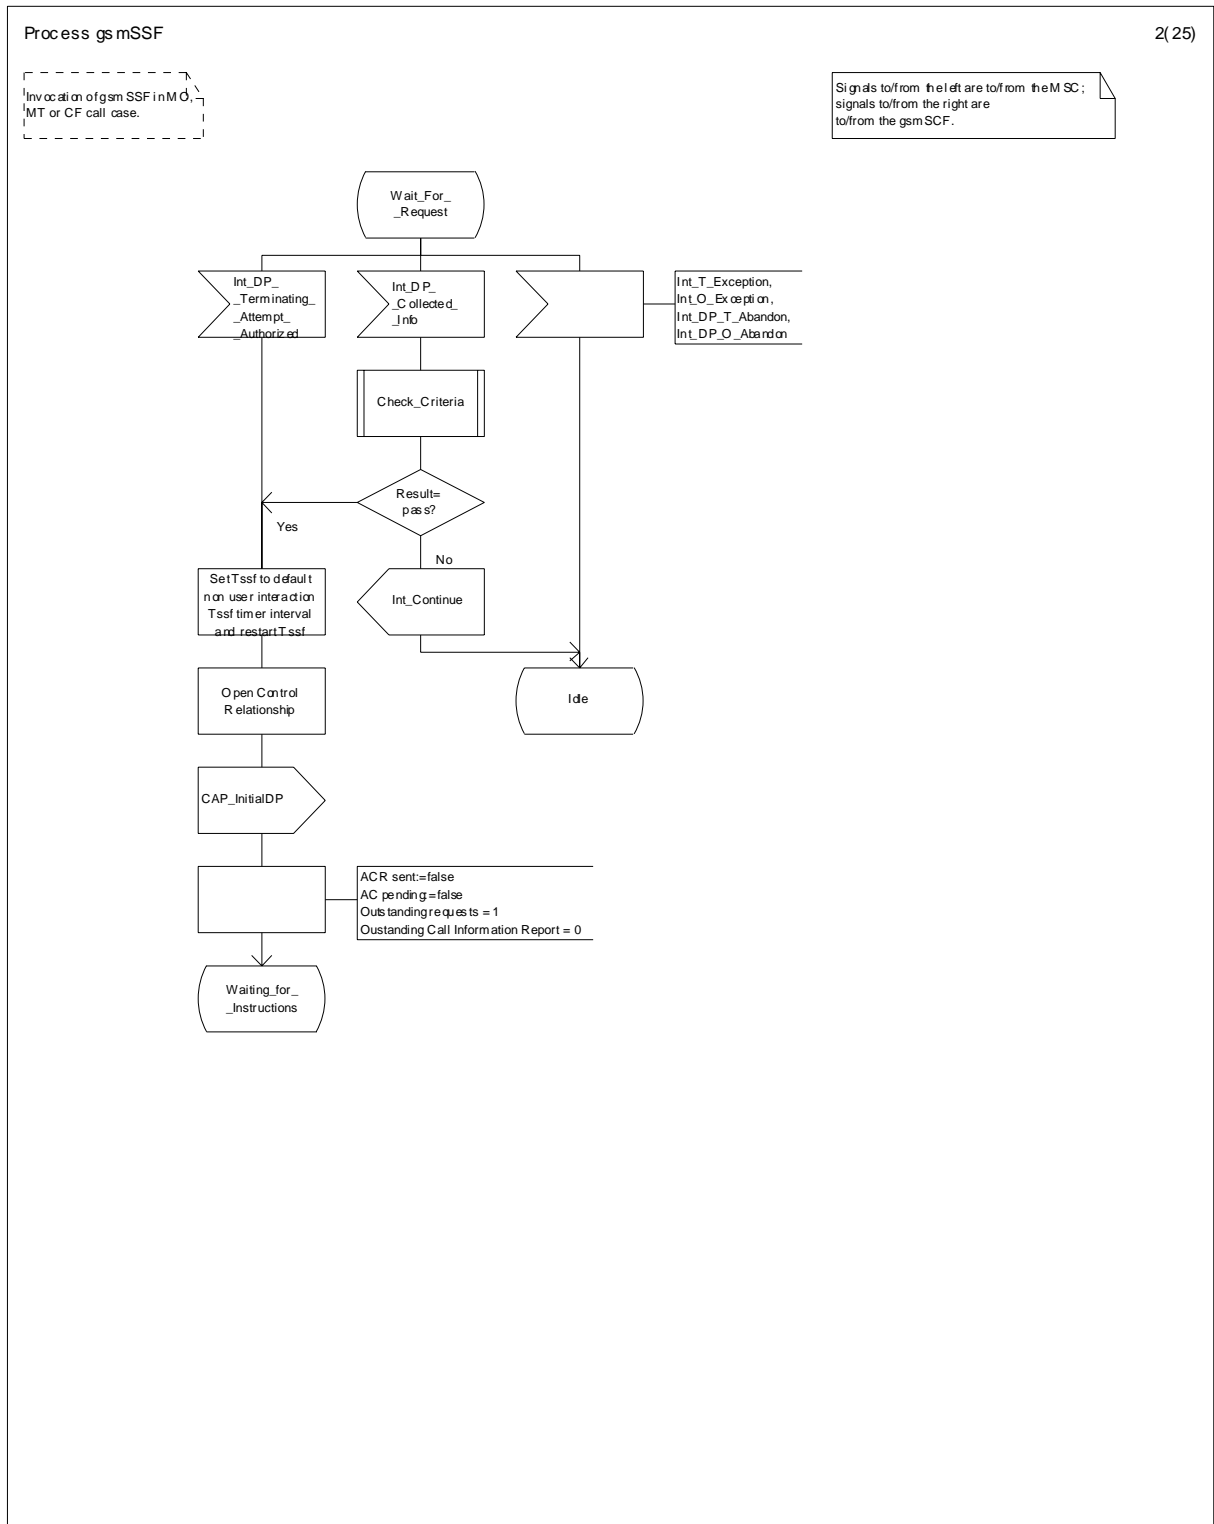 Process gsmSSF
2(25)
Invocation of gsmSSF in MO,
MT or CF call case.
Signals to/from the left are to/from the MSC;
signals to/from the right are
to/from the gsmSCF.
Wait_For_
_Request
Int_DP_
_Terminating_
_Attempt_
_Authorized
Int_DP_
_Collected_
_Info
Int_T_Exception,
Int_O_Exception,
Int_DP_T_Abandon,
Int_DP_O_Abandon
Check_Criteria
Result=
pass?
Yes
No
Set Tssf to default
non user interaction
Tssf timer interval
and restart Tssf
Int_Continue
Open Control
Relationship
Idle
CAP_InitialDP
ACR sent:=false
AC pending:=false
Outstanding requests = 1
Oustanding Call Information Report = 0
Waiting_for_
_Instructions